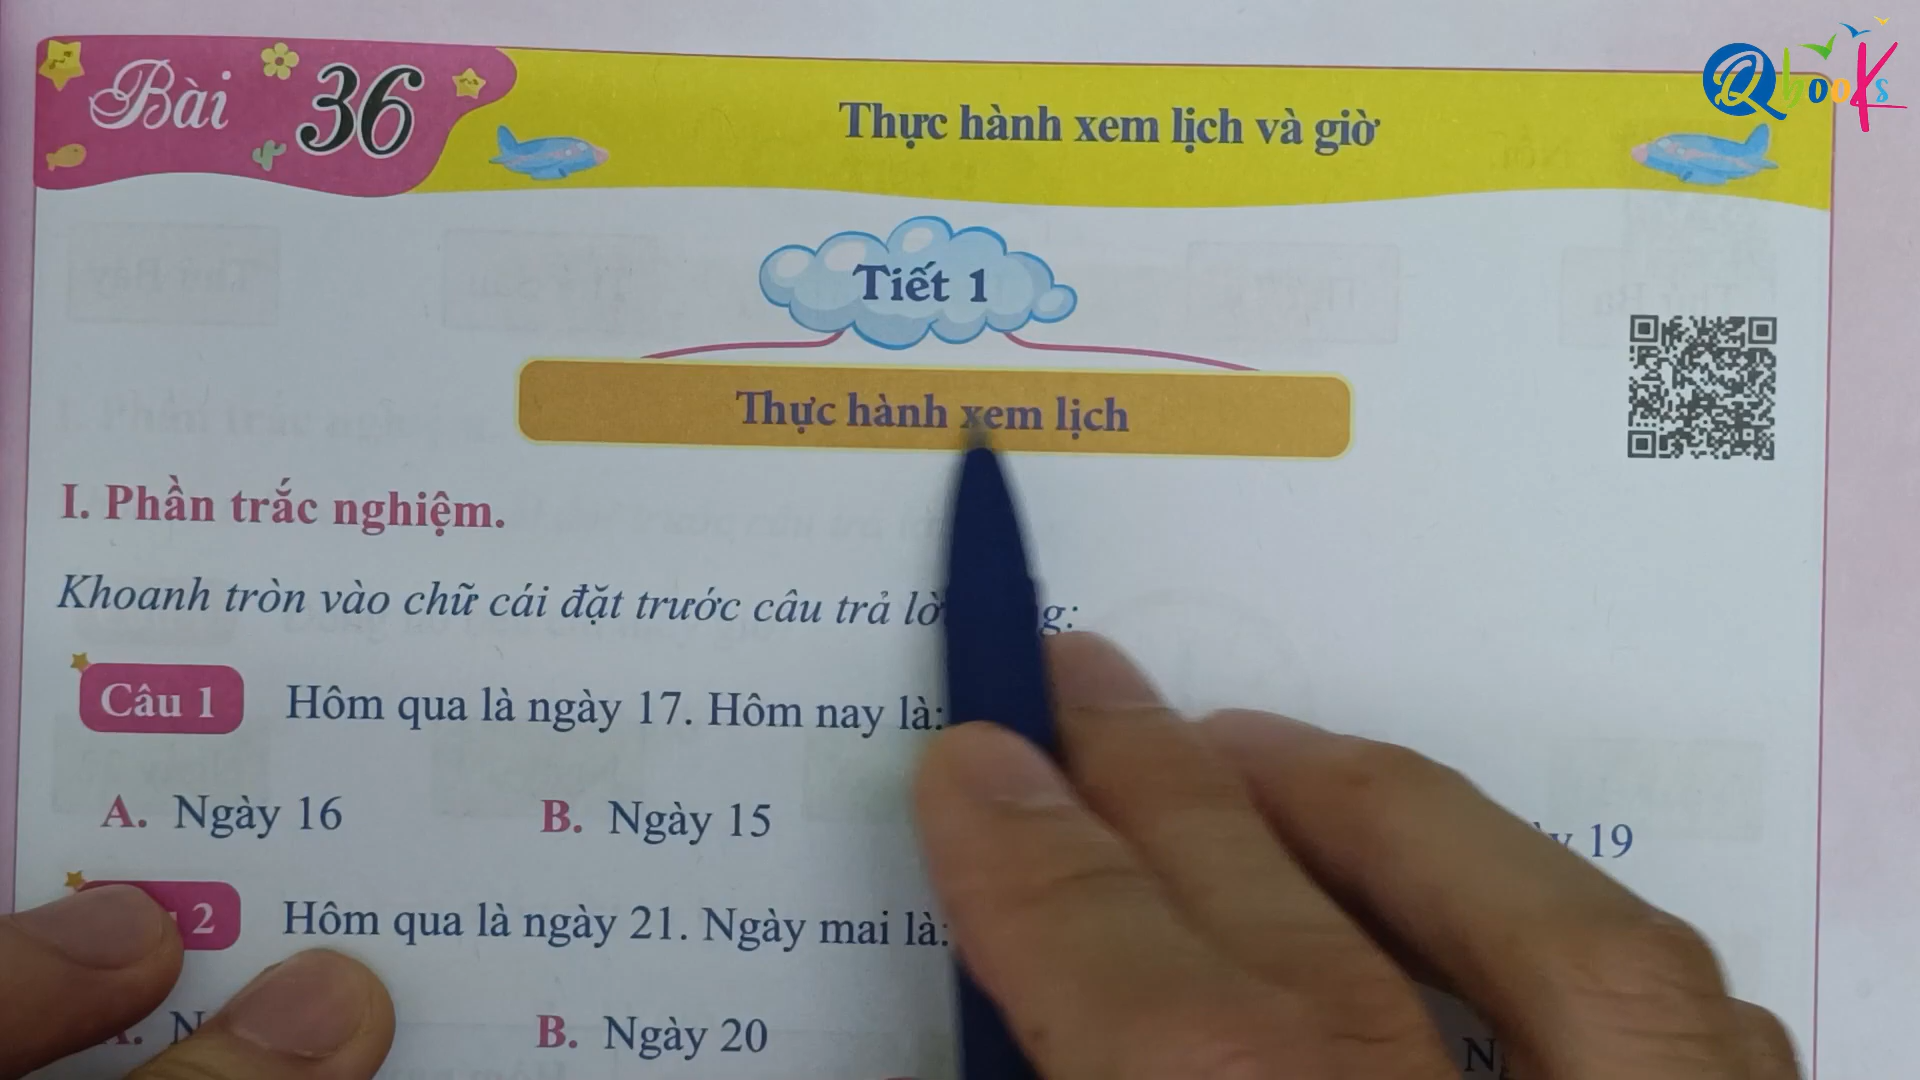 Qbooks
Bài 36
Thực hành xem lịch và giờ
Tiết 1
Thực hành xem lịch
I. Phần trắc nghiệm.
Khoanh tròn vào chữ cái đặt trước câu trả
Câu 1 Hôm qua là ngày 17. Hôm nay là:
A. Ngày 16 B. Ngày 15 19
2 Hôm qua là ngày 21. Ngày mai là:
B. Ngày 20